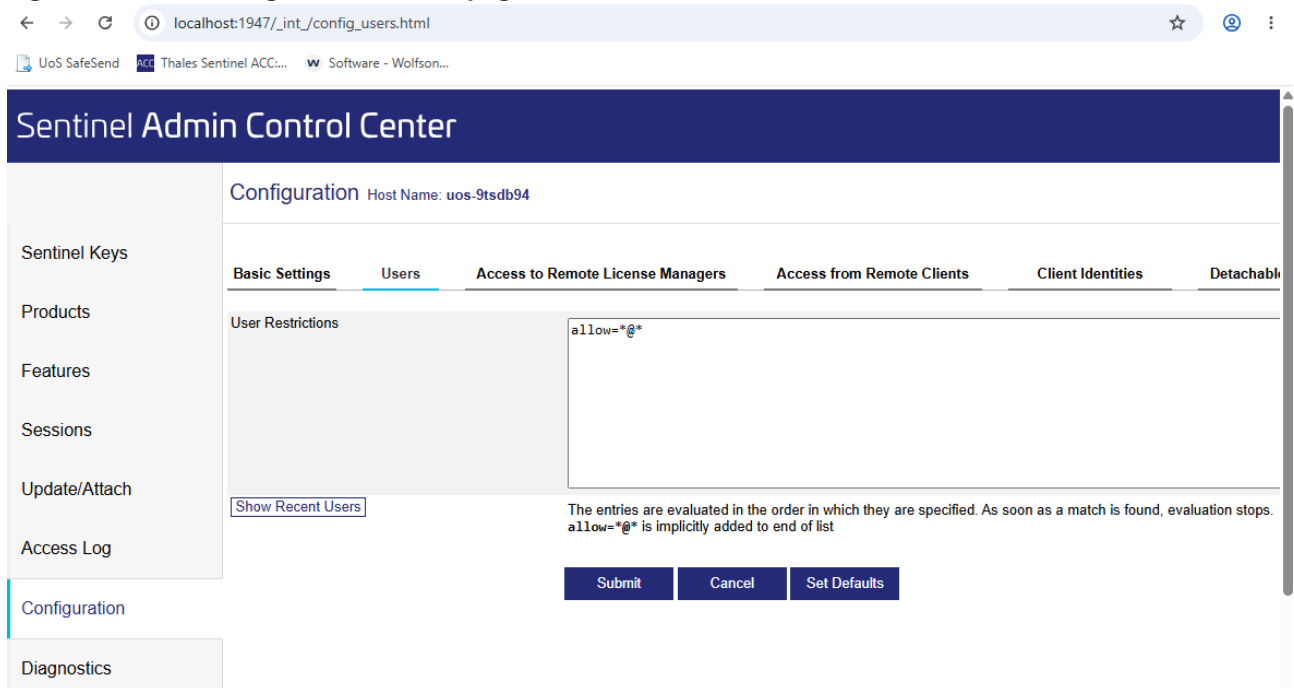 localhost:1947/_int_/config_users.html
UoS SafeSend ACC Thales Sentinel ACC:... W Software - Wolfson...
Sentinel Admin Control Center
Configuration Host Name: uos-9tsdb94
Sentinel Keys
Basic Settings Users Access to Remote License Managers Access from Remote Clients Client Identities Detachabl
Products
User Restrictions
allow=*@*
Features
Sessions
Update/Attach
Show Recent Users
The entries are evaluated in the order in which they are specified. As soon as a match is found, evaluation stops.
allow=*@* is implicitly added to end of list
Access Log
Submit Cancel Set Defaults
Configuration
Diagnostics